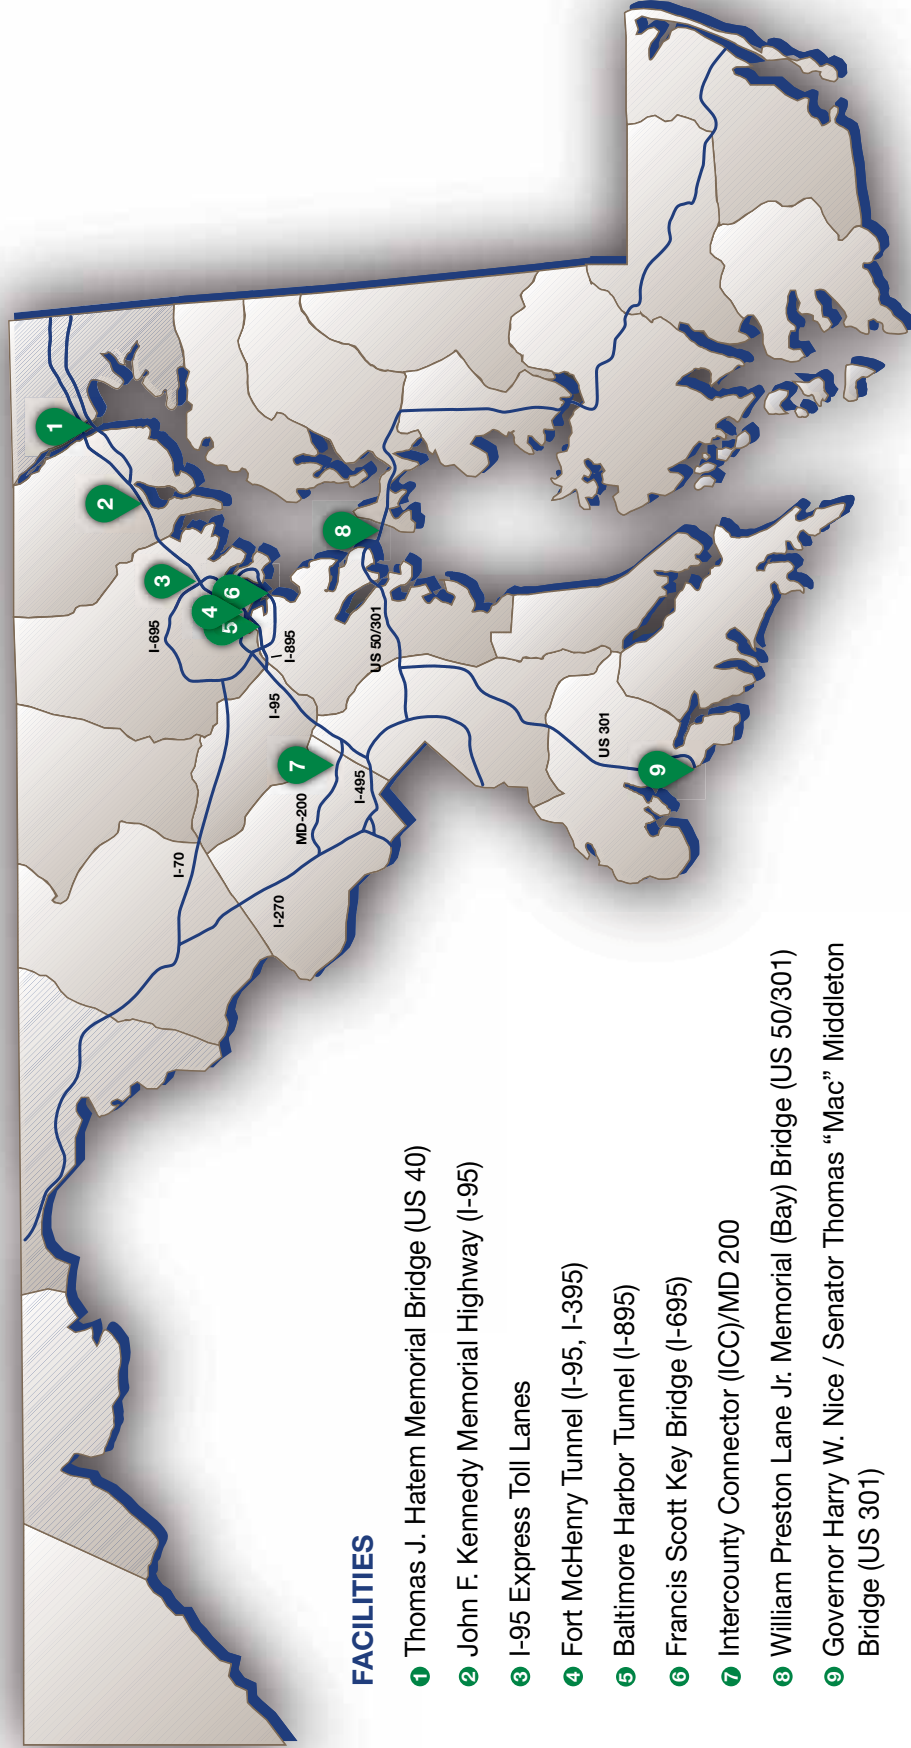 1
2
3
4
5
6
7
8
9
I-695
I-895
I-95
US 50/301
MD-200
I-495
I-70
I-270
US 301
FACILITIES
1 Thomas J. Hatem Memorial Bridge (US 40)
2 John F. Kennedy Memorial Highway (I-95)
3 I-95 Express Toll Lanes
4 Fort McHenry Tunnel (I-95, I-395)
5 Baltimore Harbor Tunnel (I-895)
6 Francis Scott Key Bridge (I-695)
7 Intercounty Connector (ICC)/MD 200
8 William Preston Lane Jr. Memorial (Bay) Bridge (US 50/301)
9 Governor Harry W. Nice / Senator Thomas “Mac” Middleton
Bridge (US 301)